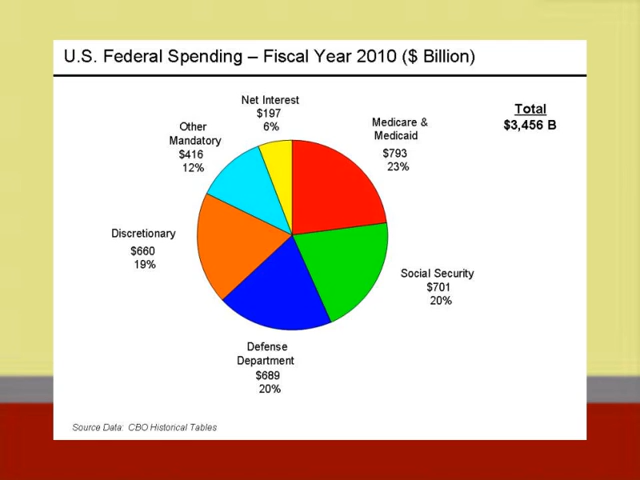 U.S. Federal Spending – Fiscal Year 2010 ($ Billion)
Total
$3,456 B
Net Interest
$197
6%
Medicare &
Medicaid
$793
23%
Other
Mandatory
$416
12%
Discretionary
$660
19%
Social Security
$701
20%
Defense
Department
$689
20%
Source Data: CBO Historical Tables